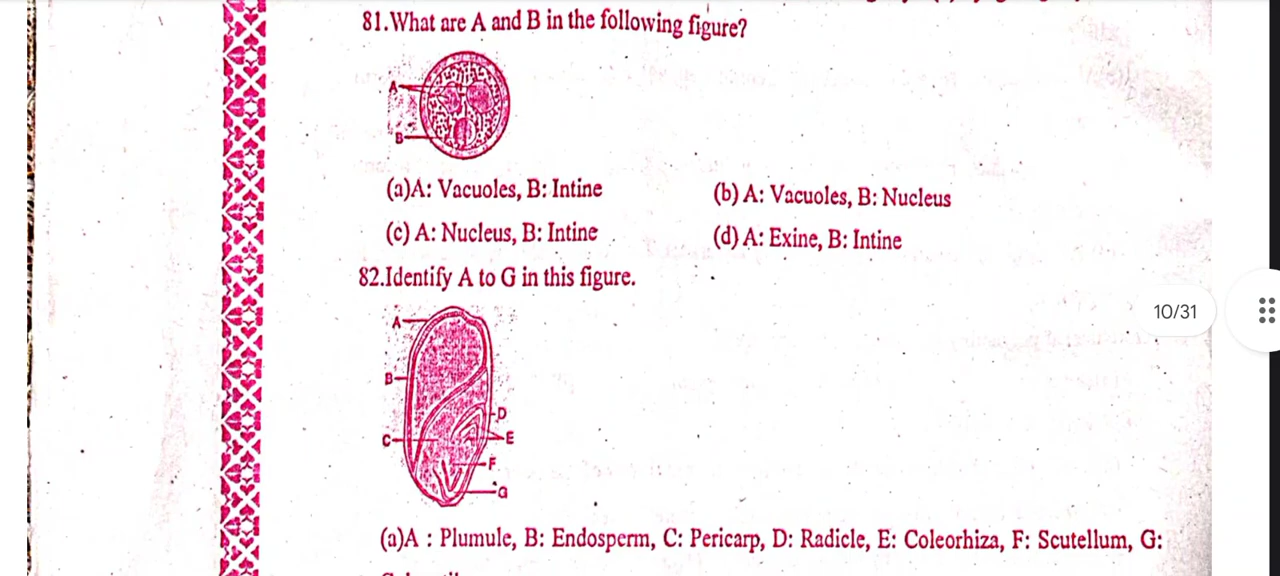 81.What are A and B in the following figure?
A
B
(a)A: Vacuoles, B: Intine
(b) A: Vacuoles, B: Nucleus
(c) A: Nucleus, B: Intine
(d) A: Exine, B: Intine
82.Identify A to G in this figure.
A
B
D
C
E
F
G
10/31
(a)A : Plumule, B: Endosperm, C: Pericarp, D: Radicle, E: Coleorhiza, F: Scutellum, G: